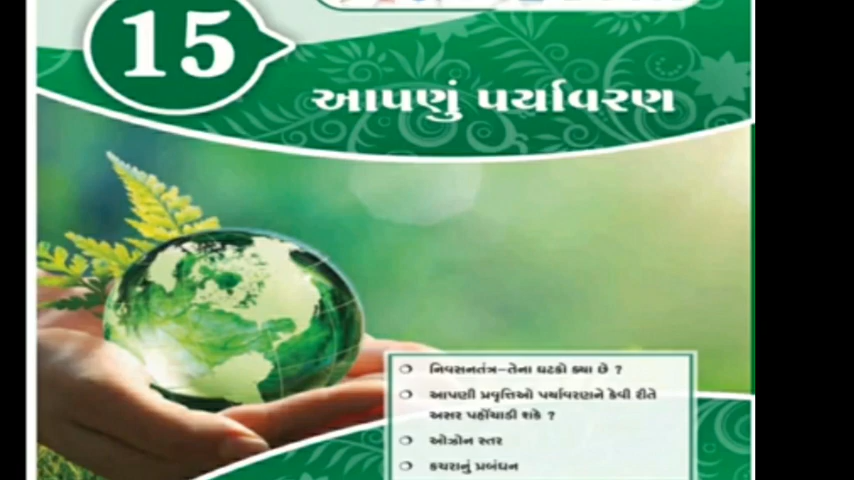 15
આપણું પર્યાવરણ
❍ નિવસનતંત્ર–તેના ઘટકો ક્યા છે ?
❍ આપણી પ્રવૃત્તિઓ પર્યાવરણને કેવી રીતે
અસર પહોંચાડી શકે ?
❍ ઓઝોન સ્તર
❍ કચરાનું પ્રબંધન